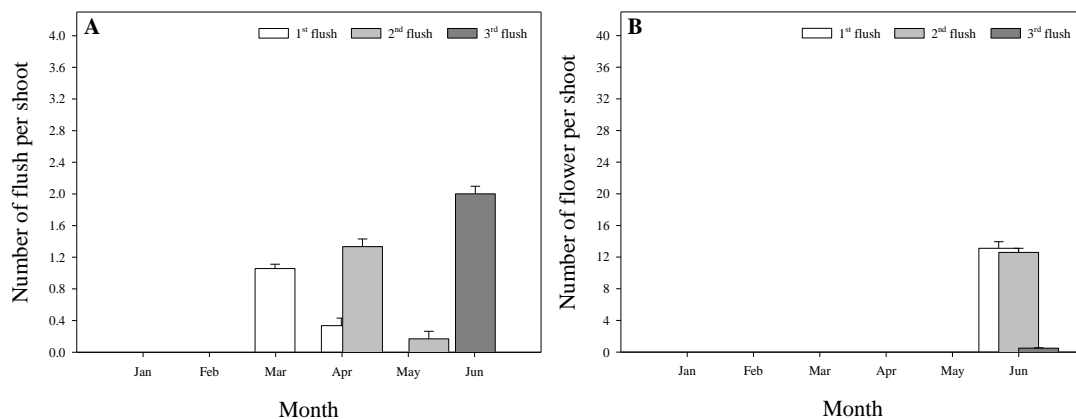 A
1st flush 2nd flush 3rd flush
4.0
3.6
3.2
2.8
2.4
2.0
1.6
1.2
0.8
0.4
0.0
Number of flush per shoot
Jan Feb Mar Apr May Jun
Month
B
1st flush 2nd flush 3rd flush
40
36
32
28
24
20
16
12
8
4
0
Number of flower per shoot
Jan Feb Mar Apr May Jun
Month